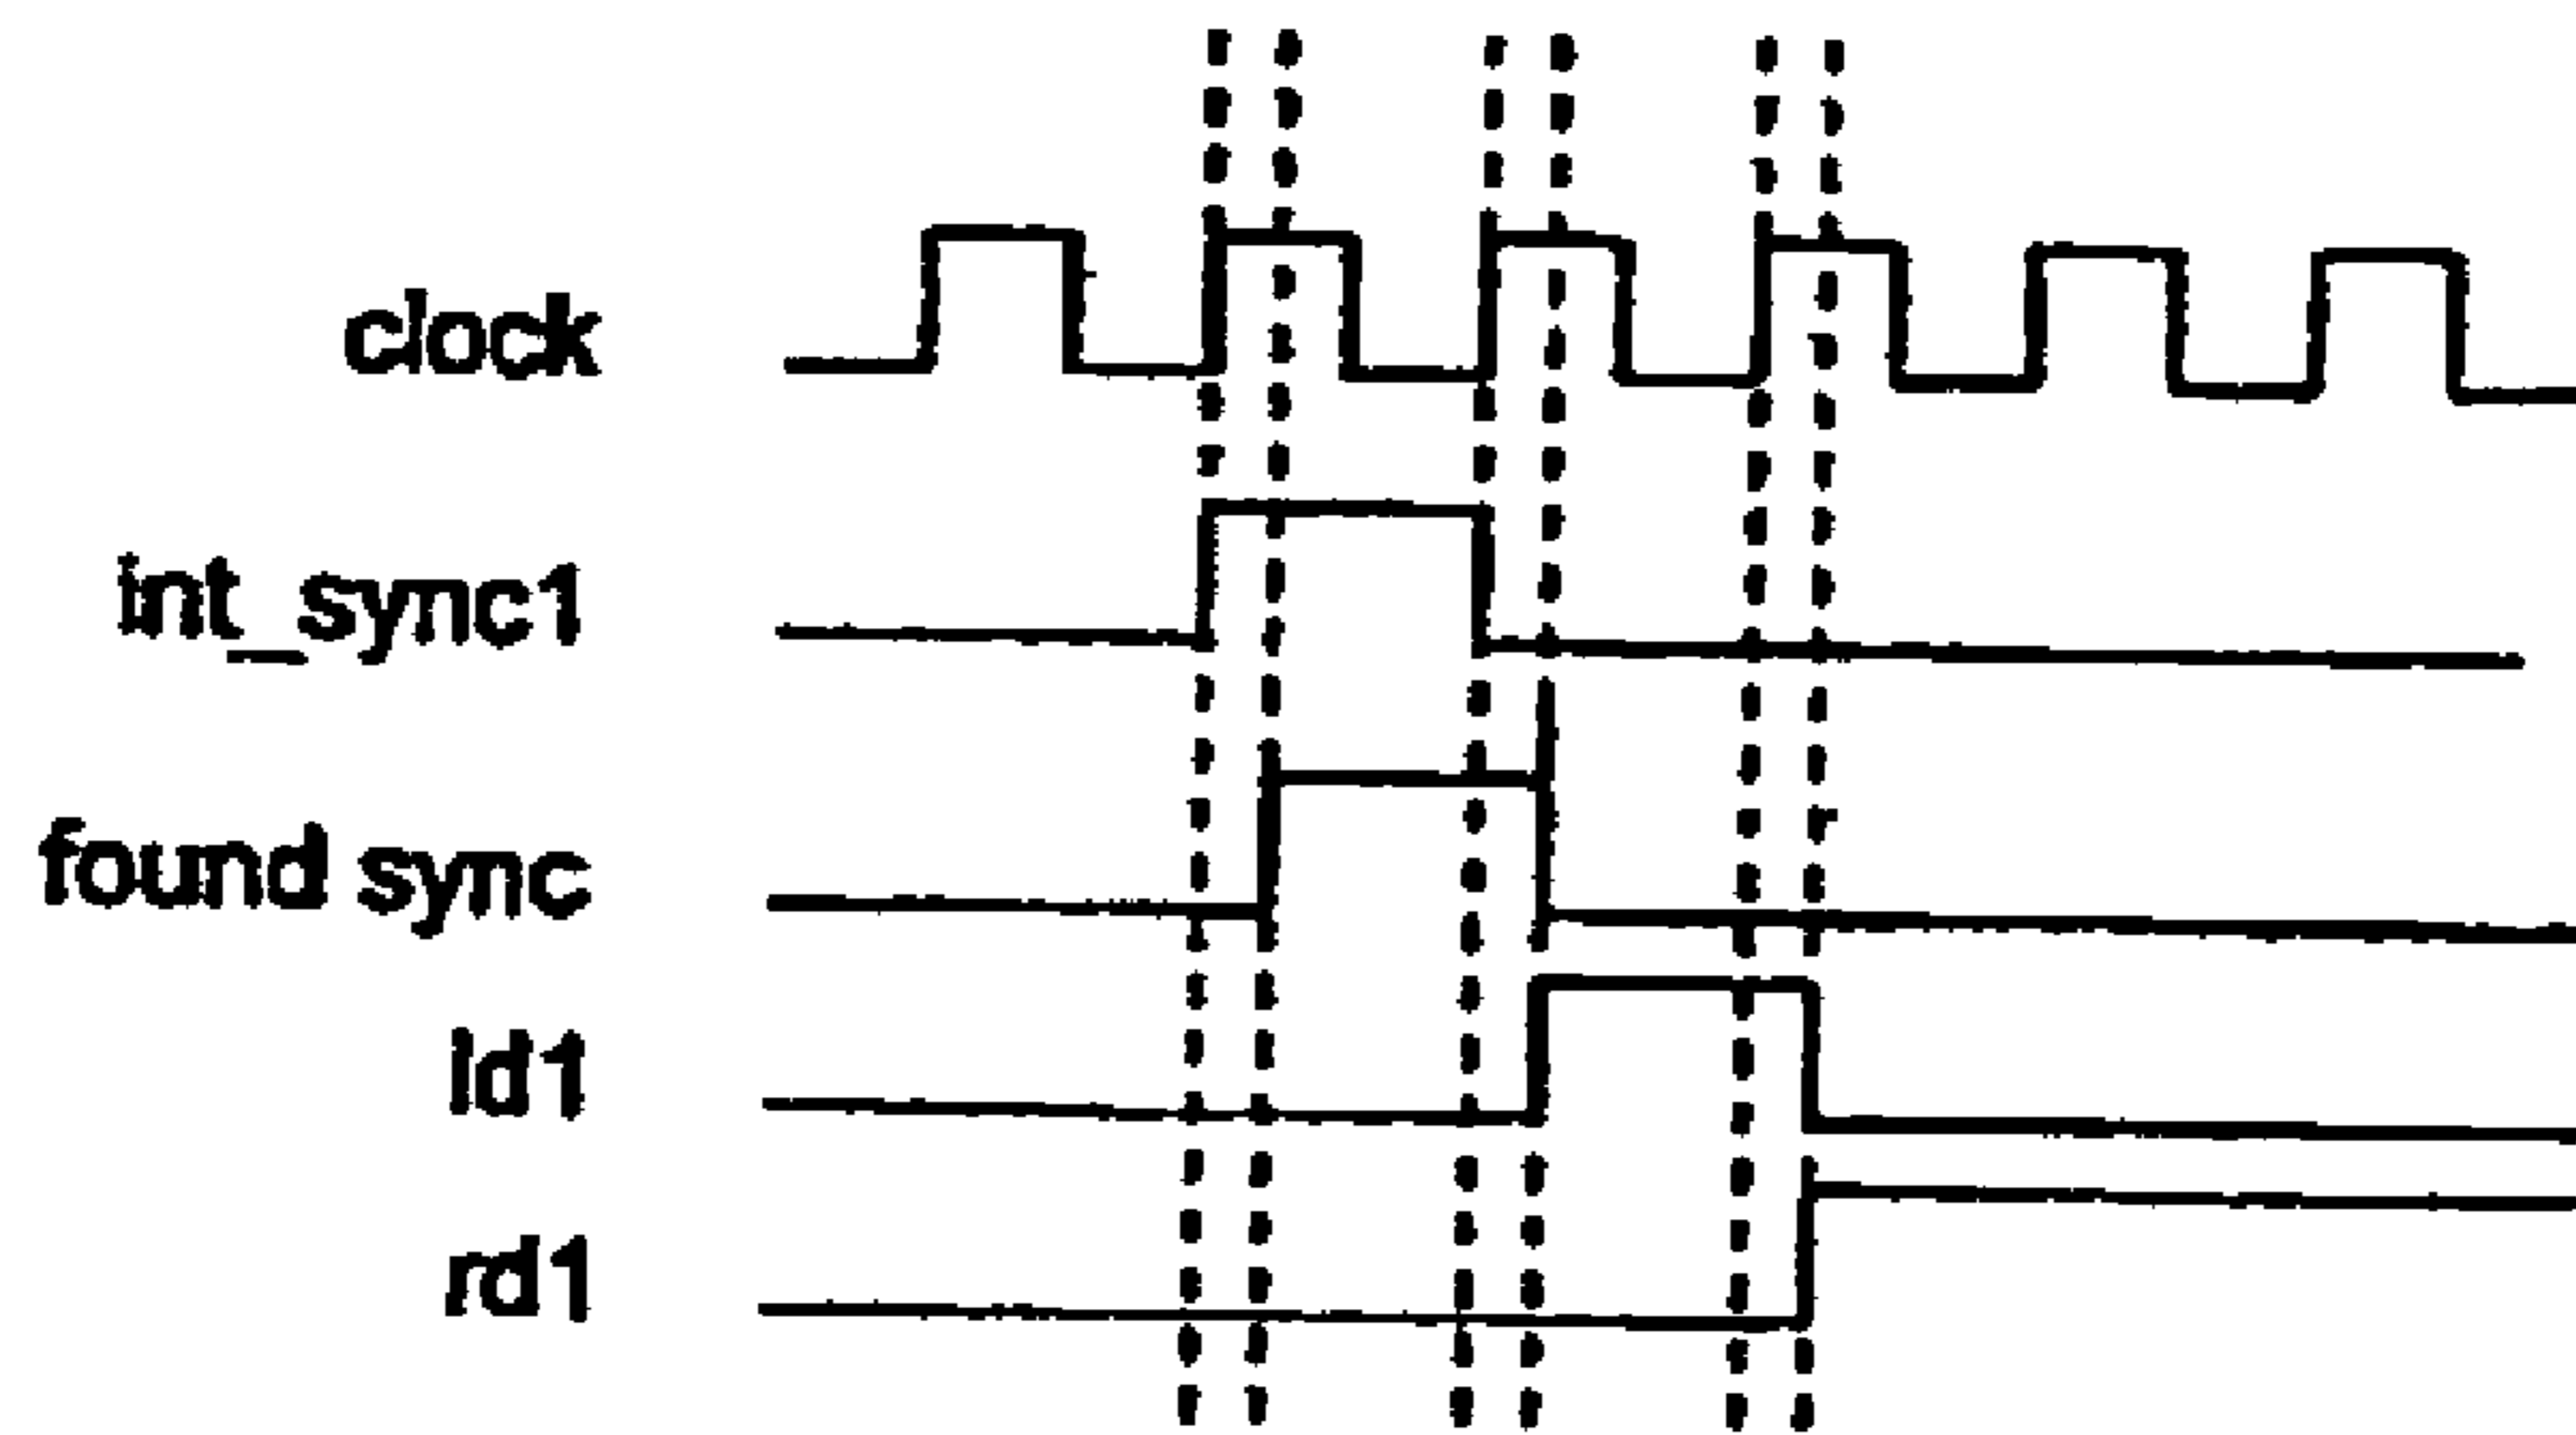 clock
int_sync1
found sync
ld1
rd1